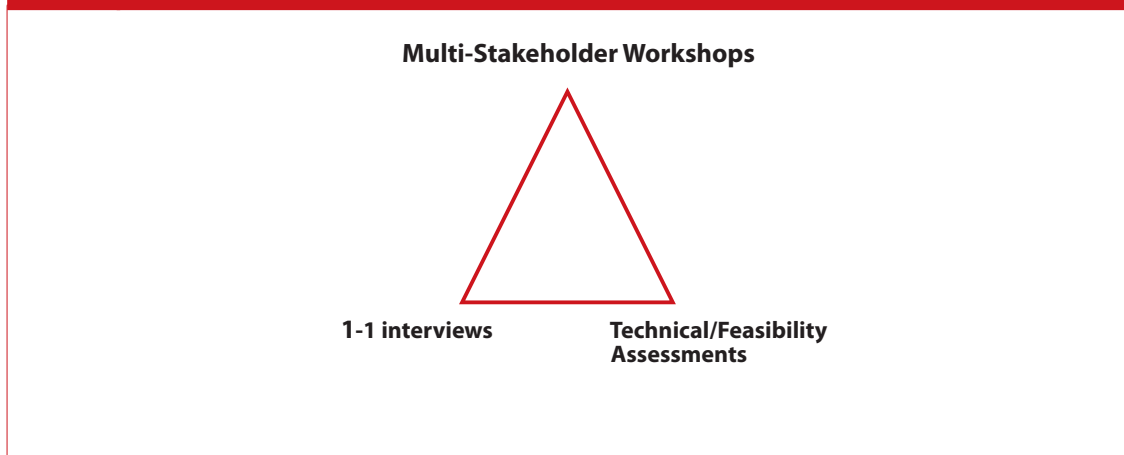 Multi-Stakeholder Workshops
1-1 interviews
Technical/Feasibility
Assessments